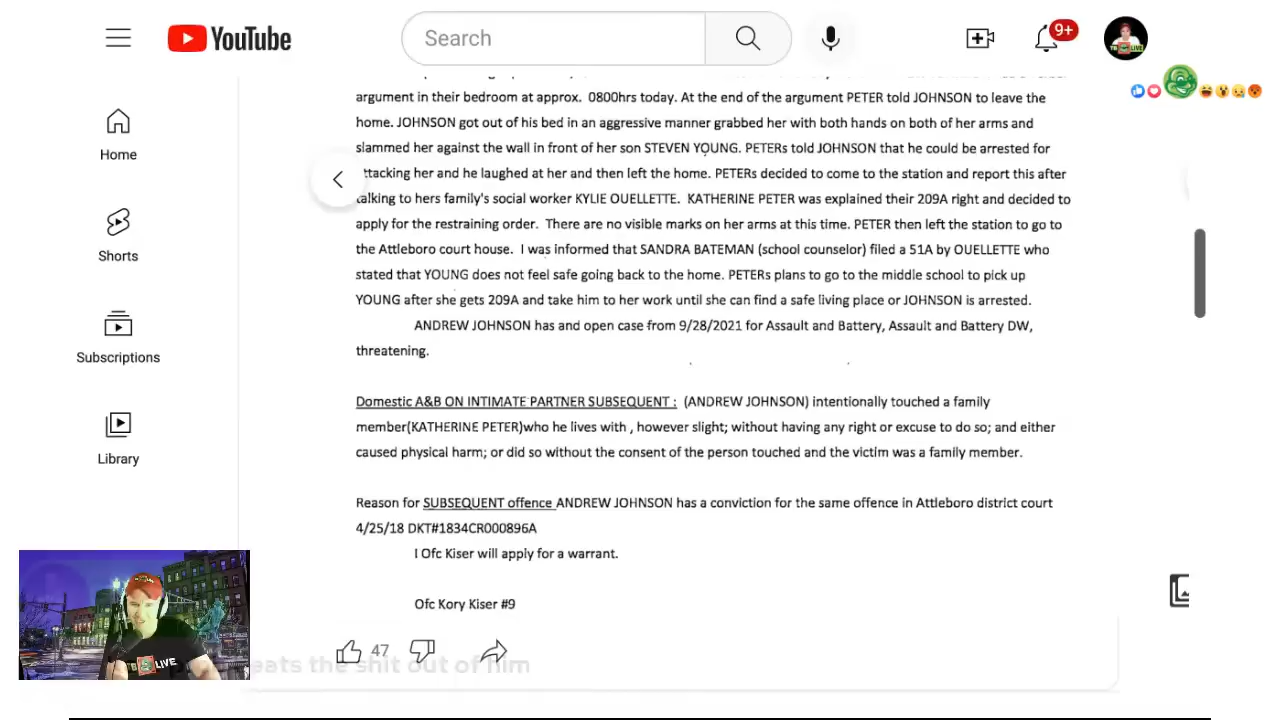 YouTube
Search
9+
Home
Shorts
Subscriptions
Library
argument in their bedroom at approx. 0800hrs today. At the end of the argument PETER told JOHNSON to leave the
home. JOHNSON got out of his bed in an aggressive manner grabbed her with both hands on both of her arms and
slammed her against the wall in front of her son STEVEN YOUNG. PETERs told JOHNSON that he could be arrested for
attacking her and he laughed at her and then left the home. PETERs decided to come to the station and report this after
talking to hers family's social worker KYLIE OUELLETTE. KATHERINE PETER was explained their 209A right and decided to
apply for the restraining order. There are no visible marks on her arms at this time. PETER then left the station to go to
the Attleboro court house. I was informed that SANDRA BATEMAN (school counselor) filed a 51A by OUELLETTE who
stated that YOUNG does not feel safe going back to the home. PETERs plans to go to the middle school to pick up
YOUNG after she gets 209A and take him to her work until she can find a safe living place or JOHNSON is arrested.
ANDREW JOHNSON has and open case from 9/28/2021 for Assault and Battery, Assault and Battery DW,
threatening.
Domestic A&B ON INTIMATE PARTNER SUBSEQUENT : (ANDREW JOHNSON) intentionally touched a family
member(KATHERINE PETER)who he lives with , however slight; without having any right or excuse to do so; and either
caused physical harm; or did so without the consent of the person touched and the victim was a family member.
Reason for SUBSEQUENT offence ANDREW JOHNSON has a conviction for the same offence in Attleboro district court
4/25/18 DKT#1834CR000896A
I Ofc Kiser will apply for a warrant.
Ofc Kory Kiser #9
47
LIVE
eats the shit out of him